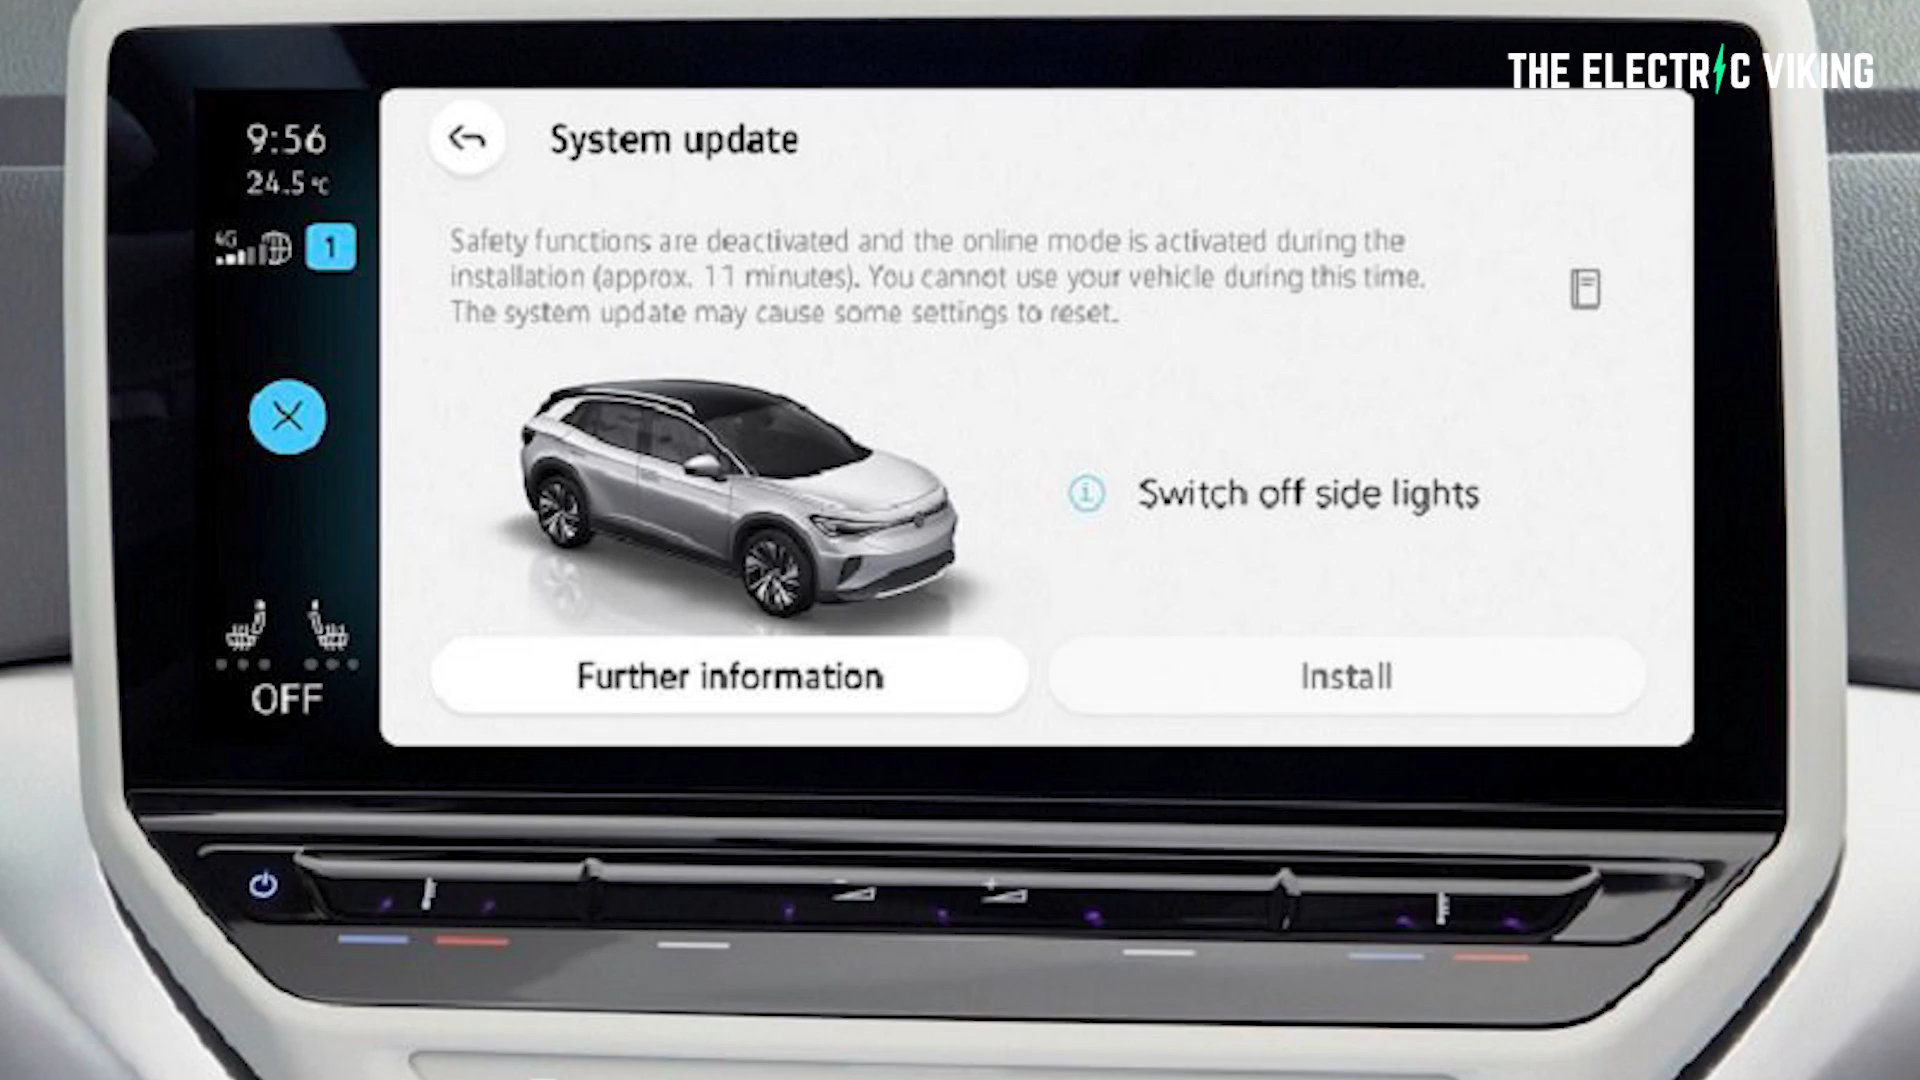 THE ELECTRIC VIKING
9:56
24.5 °C
4G
1
OFF
System update
Safety functions are deactivated and the online mode is activated during the
installation (approx. 11 minutes). You cannot use your vehicle during this time.
The system update may cause some settings to reset.
Switch off side lights
Further information
Install